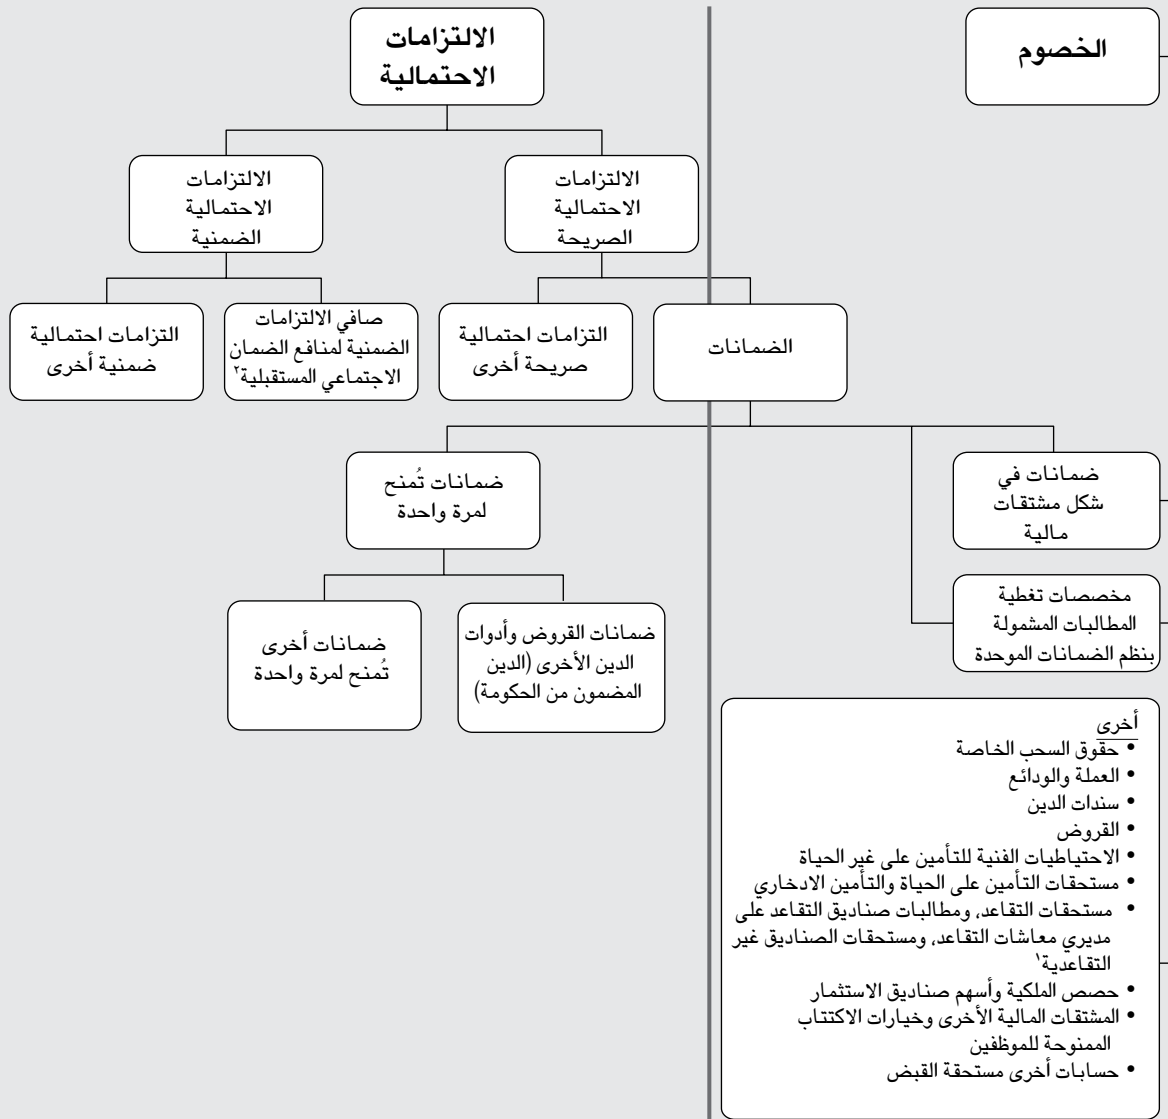 الخصوم
الالتزامات
الاحتمالية
الالتزامات
الاحتمالية
الصريحة
الالتزامات
الاحتمالية
الضمنية
الضمانات
التزامات احتمالية
صريحة أخرى
صافي الالتزامات
الضمنية لمنافع الضمان
الاجتماعي المستقبلية٢
التزامات احتمالية
ضمنية أخرى
ضمانات في
شكل مشتقات
مالية
ضمانات تُمنح
لمرة واحدة
مخصصات تغطية
المطالبات المشمولة
بنظم الضمانات الموحدة
ضمانات القروض وأدوات
الدين الأخرى (الدين
المضمون من الحكومة)
ضمانات أخرى
تُمنح لمرة واحدة
أخرى
• حقوق السحب الخاصة
• العملة والودائع
• سندات الدين
• القروض
• الاحتياطيات الفنية للتأمين على غير الحياة
• مستحقات التأمين على الحياة والتأمين الادخاري
• مستحقات التقاعد، ومطالبات صناديق التقاعد على
مديري معاشات التقاعد، ومستحقات الصناديق غير
التقاعدية١
• حصص الملكية وأسهم صناديق الاستثمار
• المشتقات المالية الأخرى وخيارات الاكتتاب
الممنوحة للموظفين
• حسابات أخرى مستحقة القبض